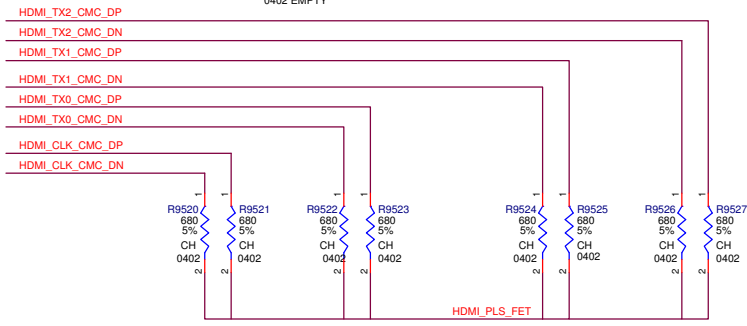 0402 EMPTY
HDMI_TX2_CMC_DP
HDMI_TX2_CMC_DN
HDMI_TX1_CMC_DP
HDMI_TX1_CMC_DN
HDMI_TX0_CMC_DP
HDMI_TX0_CMC_DN
HDMI_CLK_CMC_DP
HDMI_CLK_CMC_DN
1 1 1 1 1 1 1 1
R9520 R9521 R9522 R9523 R9524 R9525 R9526 R9527
680 680 680 680 680 680 680 680
5% 5% 5% 5% 5% 5% 5% 5%
CH CH CH CH CH CH CH CH
0402 0402 0402 0402 0402 0402 0402 0402
2 2 2 2 2 2 2 2
HDMI_PLS_FET